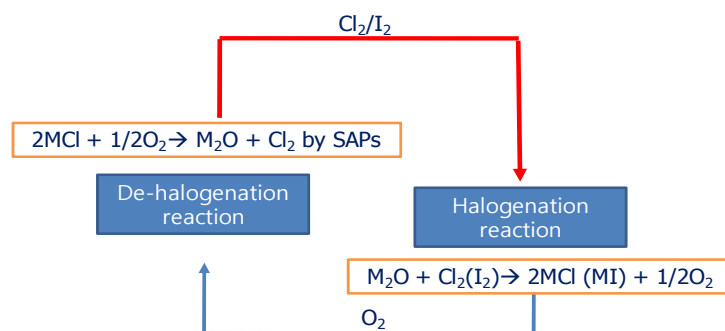 Cl₂/I₂
2MCl + 1/2O₂→ M₂O + Cl₂ by SAPs
De-halogenation
reaction
Halogenation
reaction
M₂O + Cl₂(I₂)→ 2MCl (MI) + 1/2O₂
O₂